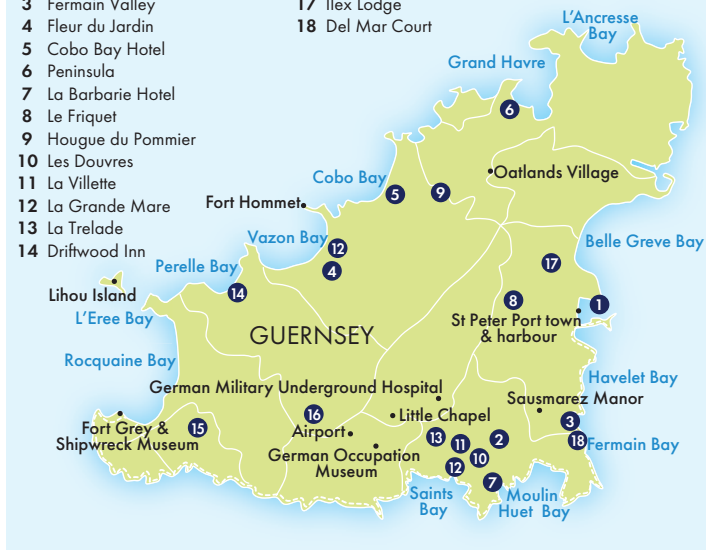 3 Fermain Valley
4 Fleur du Jardin
5 Cobo Bay Hotel
6 Peninsula
7 La Barbarie Hotel
8 Le Friquet
9 Hougue du Pommier
10 Les Douvres
11 La Villette
12 La Grande Mare
13 La Trelade
14 Driftwood Inn
17 Ilex Lodge
18 Del Mar Court
L'Ancresse
Bay
Grand Havre
6
Oatlands Village
Cobo Bay
5
9
Fort Hommet
Vazon Bay
12
4
Belle Greve Bay
17
Perelle Bay
14
Lihou Island
L'Eree Bay
8
1
St Peter Port town
& harbour
GUERNSEY
Rocquaine Bay
Havelet Bay
German Military Underground Hospital
Sausmarez Manor
Little Chapel
16
Airport
Fort Grey &
Shipwreck Museum
15
German Occupation
Museum
13
11
2
10
12
7
3
18
Fermain Bay
Saints
Bay
Moulin
Huet Bay